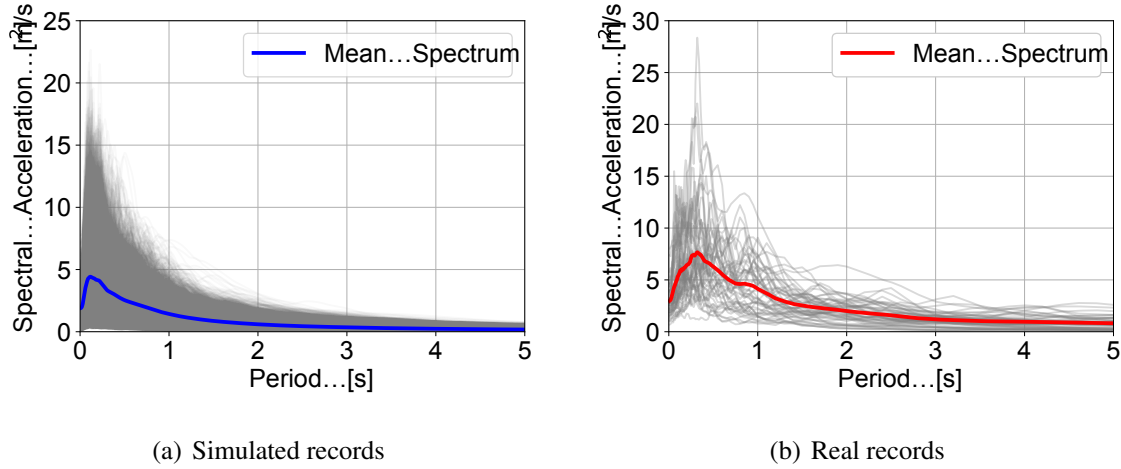 25
20
15
10
5
0
0 1 2 3 4 5
Spectral…Acceleration…[m²]/s
Period…[s]
Mean…Spectrum
30
25
20
15
10
5
0
0 1 2 3 4 5
Spectral…Acceleration…[m²]/s
Period…[s]
Mean…Spectrum
(a) Simulated records
(b) Real records